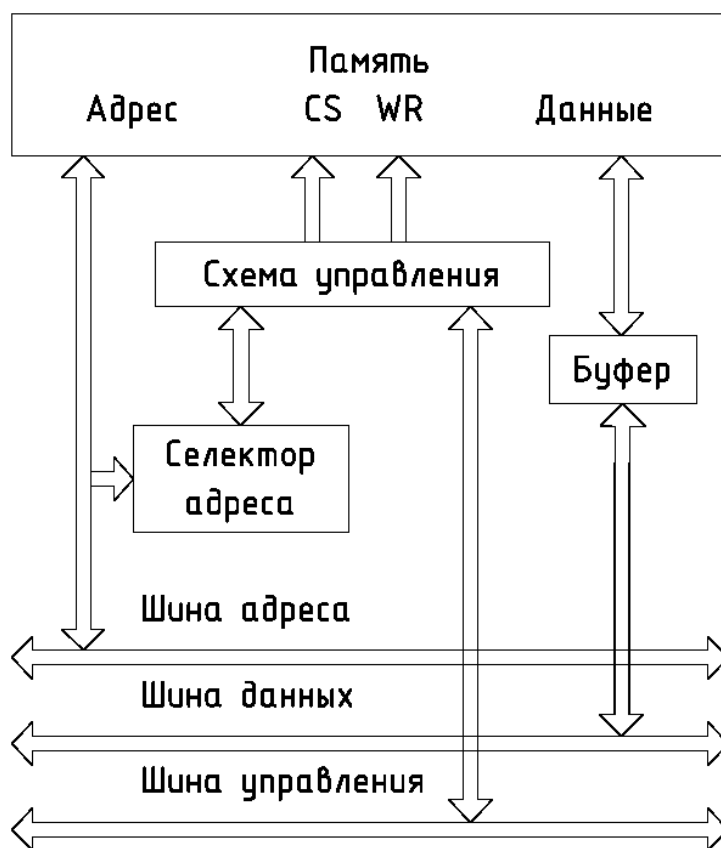 Память
Адрес CS WR Данные
Схема управления
Буфер
Селектор
адреса
Шина адреса
Шина данных
Шина управления